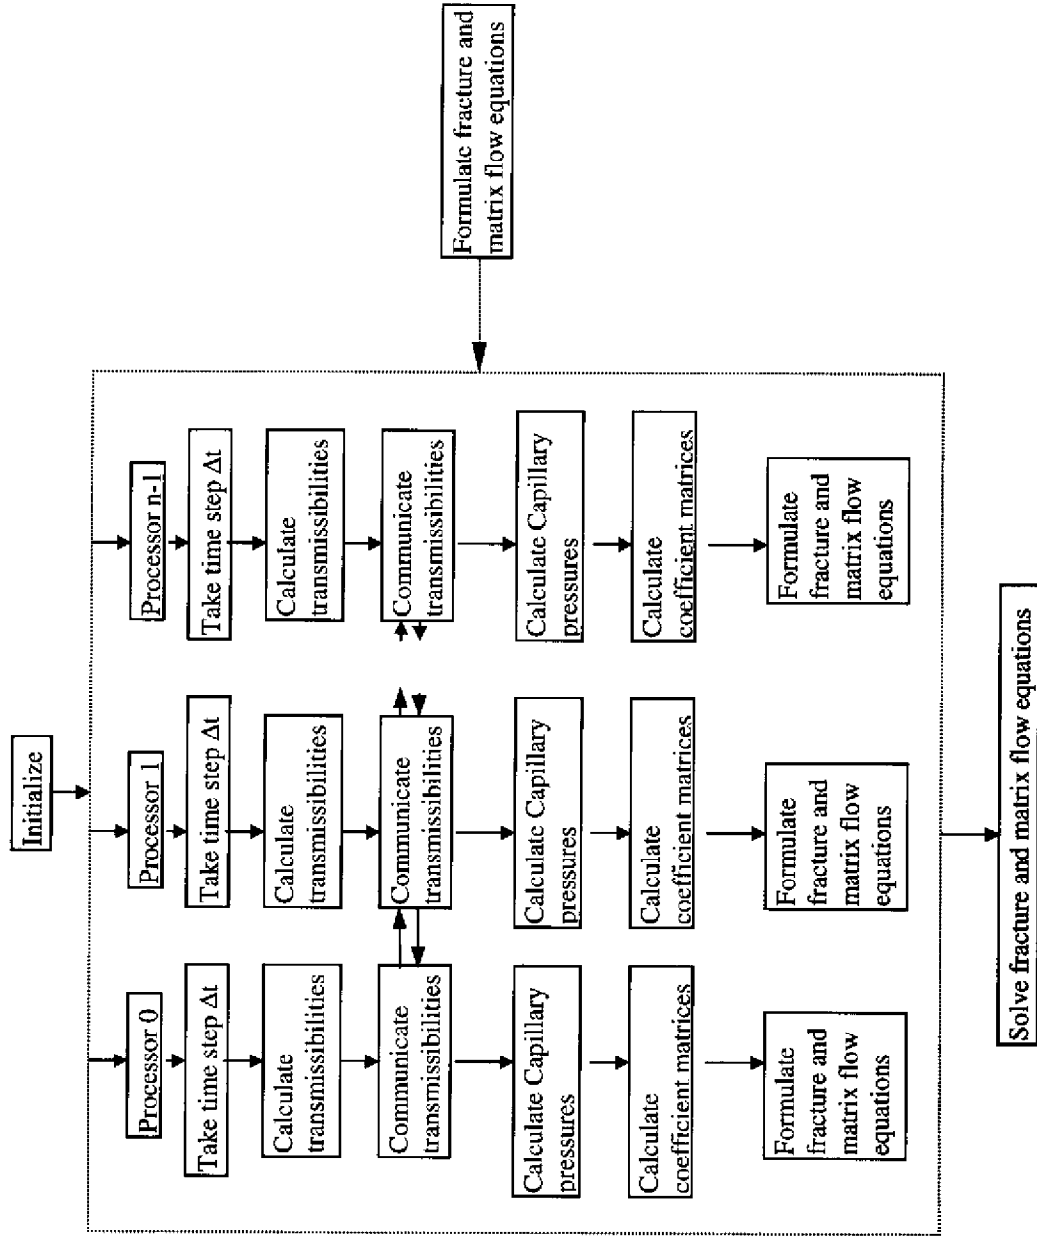 Initialize
Processor 0
Take time step Δt
Calculate
transmissibilities
Communicate
transmissibilities
Calculate Capillary
pressures
Calculate
coefficient matrices
Formulate
fracture and
matrix flow
equations
Processor 1
Take time step Δt
Calculate
transmissibilities
Communicate
transmissibilities
Calculate Capillary
pressures
Calculate
coefficient matrices
Formulate
fracture and
matrix flow
equations
Processor n-1
Take time step Δt
Calculate
transmissibilities
Communicate
transmissibilities
Calculate Capillary
pressures
Calculate
coefficient matrices
Formulate
fracture and
matrix flow
equations
Formulate fracture and
matrix flow equations
Solve fracture and matrix flow equations